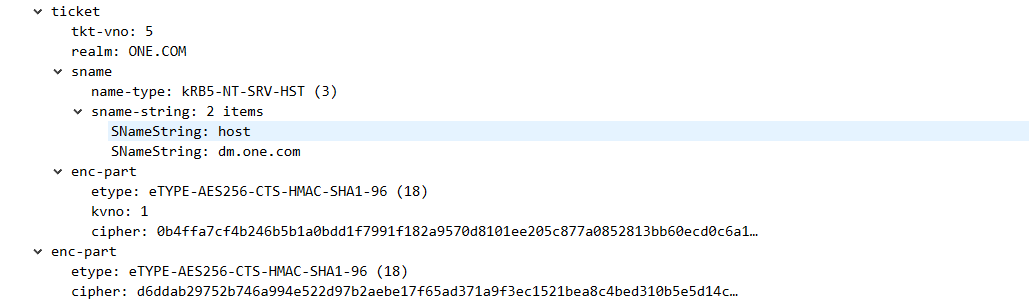 ticket
tkt-vno: 5
realm: ONE.COM
sname
name-type: kRB5-NT-SRV-HST (3)
sname-string: 2 items
SNameString: host
SNameString: dm.one.com
enc-part
etype: eTYPE-AES256-CTS-HMAC-SHA1-96 (18)
kvno: 1
cipher: 0b4ffa7cf4b246b5b1a0bdd1f7991f182a9570d8101ee205c877a0852813bb60ecd0c6a1…
enc-part
etype: eTYPE-AES256-CTS-HMAC-SHA1-96 (18)
cipher: d6ddab29752b746a994e522d97b2aebe17f65ad371a9f3ec1521bea8c4bed310b5e5d14c…